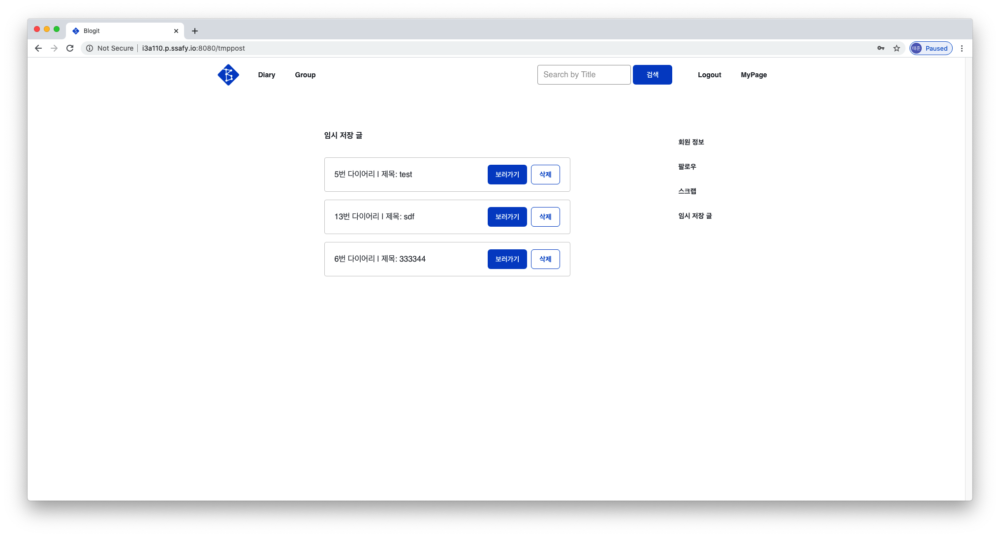 Blogit
Not Secure i3a110.p.ssafy.io:8080/tmppost 태준 Paused
Diary Group Search by Title 검색 Logout MyPage
임시 저장 글
5번 다이어리 | 제목: test 보러가기 삭제
13번 다이어리 | 제목: sdf 보러가기 삭제
6번 다이어리 | 제목: 333344 보러가기 삭제
회원 정보
팔로우
스크랩
임시 저장 글